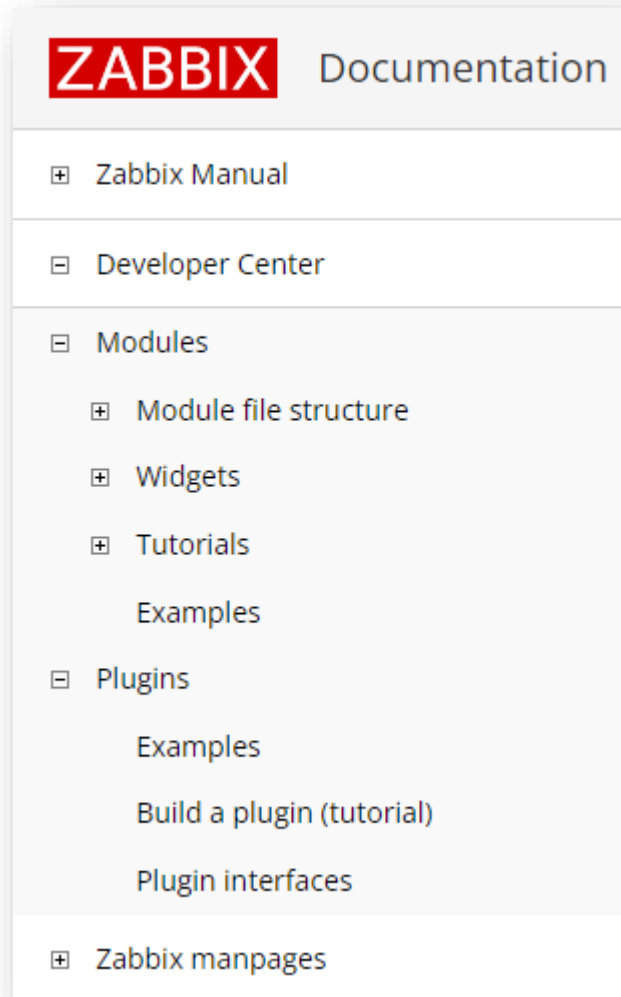 ZABBIX Documentation
Zabbix Manual
Developer Center
Modules
Module file structure
Widgets
Tutorials
Examples
Plugins
Examples
Build a plugin (tutorial)
Plugin interfaces
Zabbix manpages